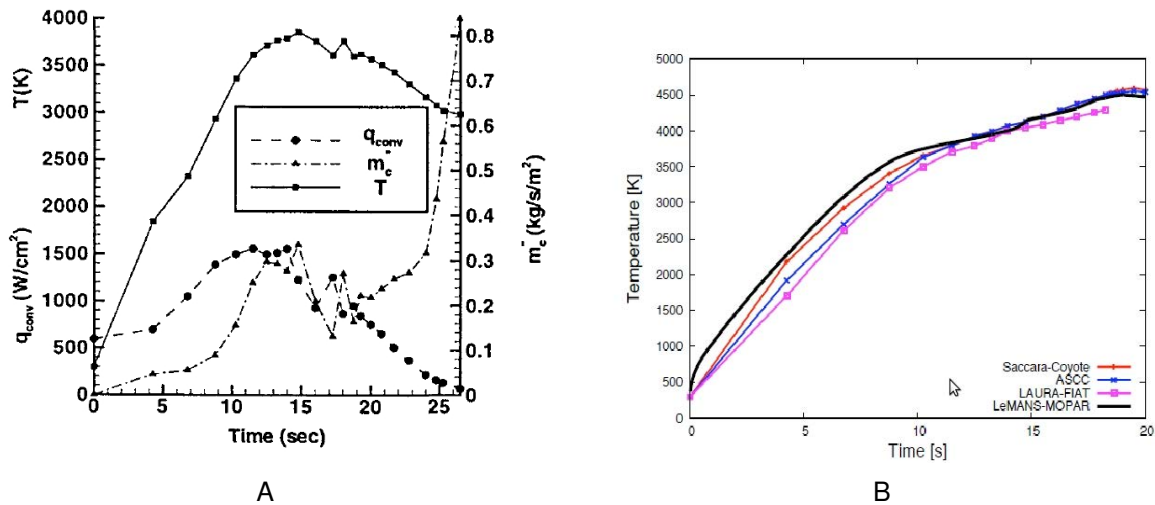 4000
3500
3000
2500
2000
1500
1000
500
0
T(K)
q_conv (W/cm²)
q_conv
m_c"
T
0.8
0.7
0.6
0.5
0.4
0.3
0.2
0.1
0
m_c" (kg/s/m²)
0 5 10 15 20 25
Time (sec)
A
5000
4500
4000
3500
3000
2500
2000
1500
1000
500
0
Temperature [K]
Saccara-Coyote
ASCC
LAURA-FIAT
LeMANS-MOPAR
0 5 10 15 20
Time [s]
B